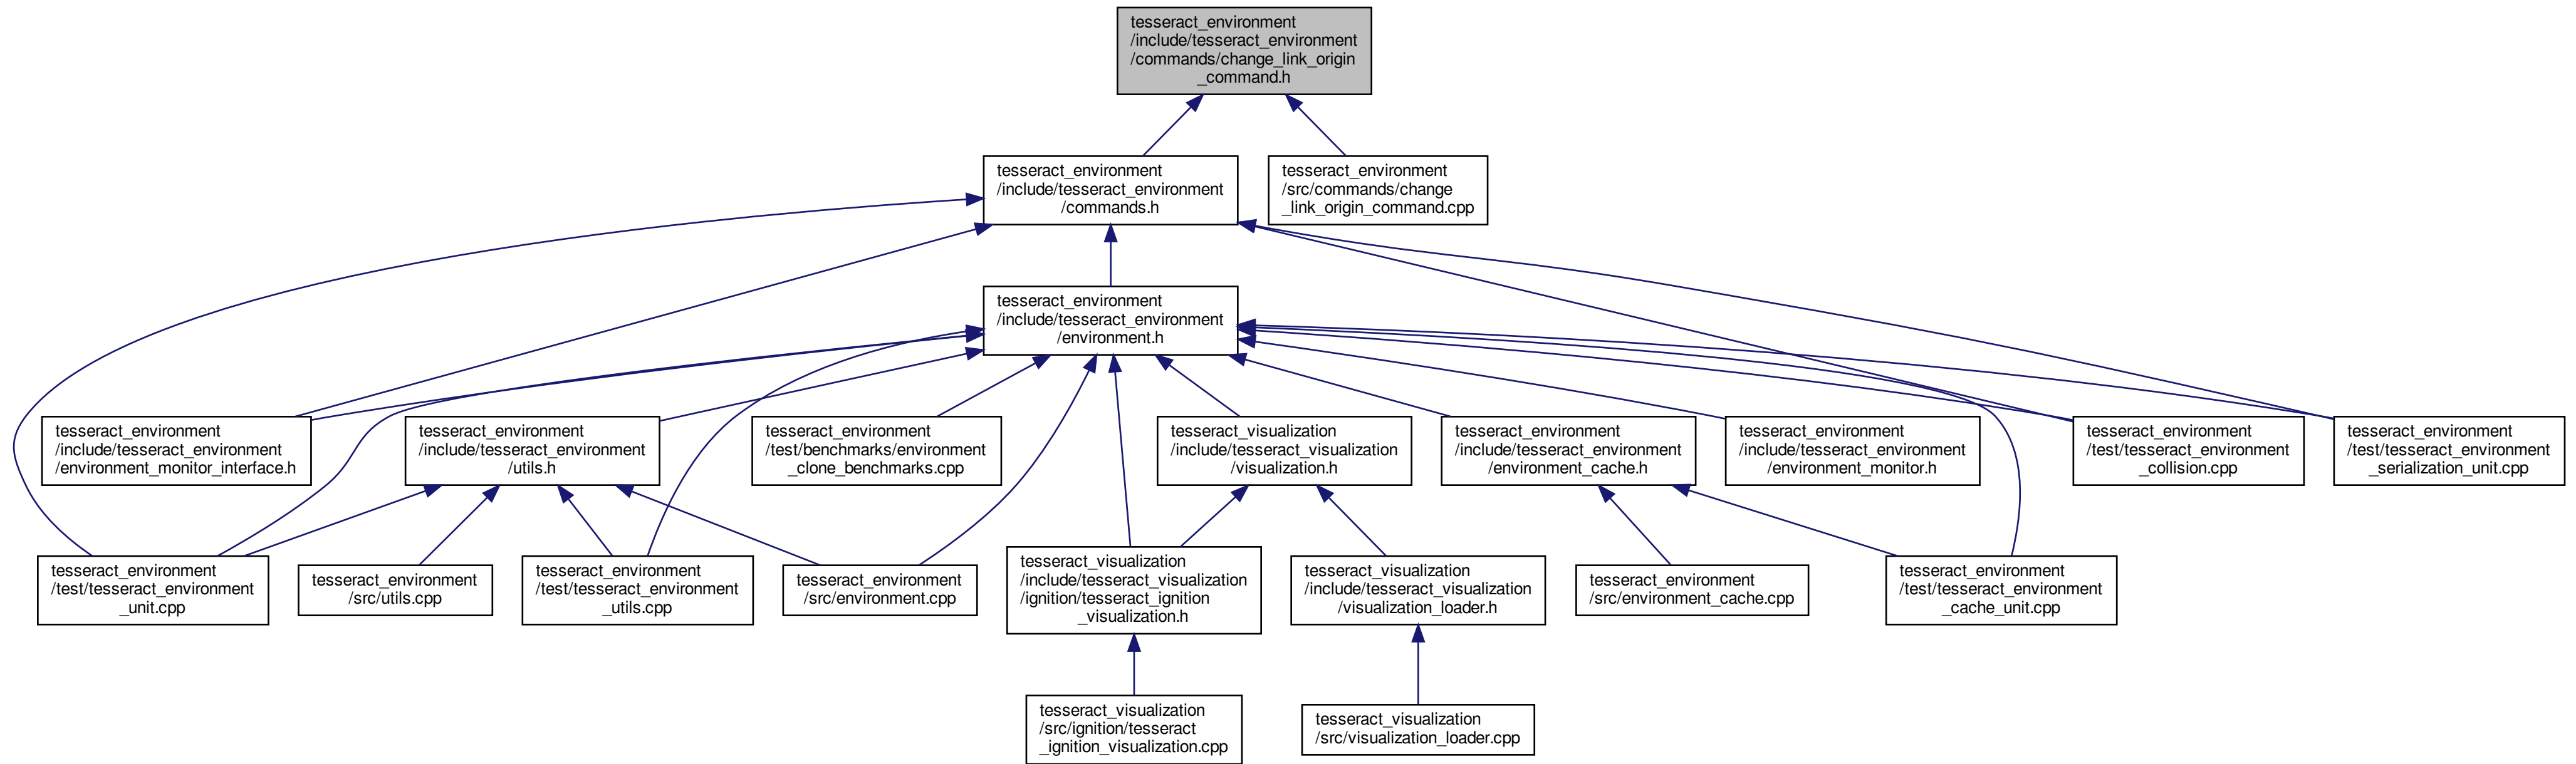 tesseract_environment
/include/tesseract_environment
/commands/change_link_origin
_command.h
tesseract_environment
/include/tesseract_environment
/commands.h
tesseract_environment
/src/commands/change
_link_origin_command.cpp
tesseract_environment
/include/tesseract_environment
/environment.h
tesseract_environment
/include/tesseract_environment
/environment_monitor_interface.h
tesseract_environment
/include/tesseract_environment
/utils.h
tesseract_environment
/test/benchmarks/environment
_clone_benchmarks.cpp
tesseract_visualization
/include/tesseract_visualization
/visualization.h
tesseract_environment
/include/tesseract_environment
/environment_cache.h
tesseract_environment
/include/tesseract_environment
/environment_monitor.h
tesseract_environment
/test/tesseract_environment
_collision.cpp
tesseract_environment
/test/tesseract_environment
_serialization_unit.cpp
tesseract_environment
/test/tesseract_environment
_unit.cpp
tesseract_environment
/src/utils.cpp
tesseract_environment
/test/tesseract_environment
_utils.cpp
tesseract_environment
/src/environment.cpp
tesseract_visualization
/include/tesseract_visualization
/ignition/tesseract_ignition
_visualization.h
tesseract_visualization
/include/tesseract_visualization
/visualization_loader.h
tesseract_environment
/src/environment_cache.cpp
tesseract_environment
/test/tesseract_environment
_cache_unit.cpp
tesseract_visualization
/src/ignition/tesseract
_ignition_visualization.cpp
tesseract_visualization
/src/visualization_loader.cpp